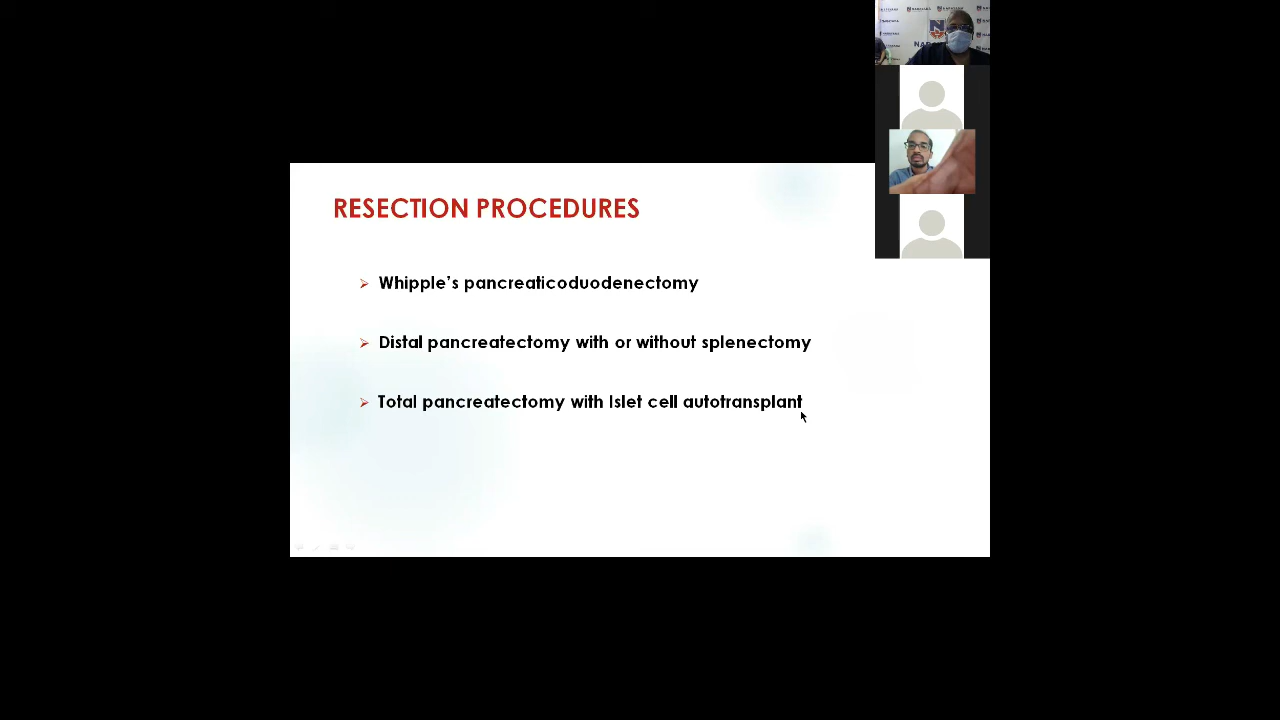 RESECTION PROCEDURES
Whipple's pancreaticoduodenectomy
Distal pancreatectomy with or without splenectomy
Total pancreatectomy with Islet cell autotransplant